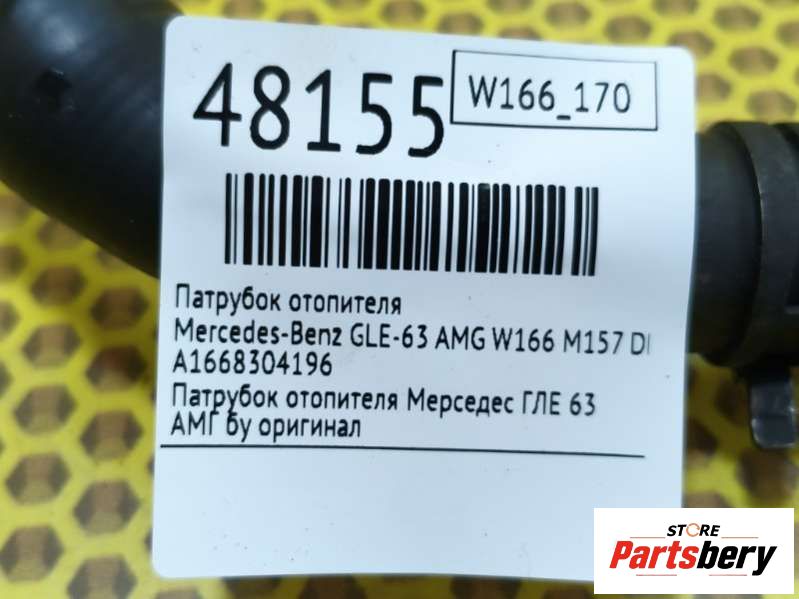 48155
W166_170
Патрубок отопителя
Mercedes-Benz GLE-63 AMG W166 M157
A1668304196
Патрубок отопителя Мерседес ГЛЕ 63
АМГ бу оригинал
STORE
Partsbery